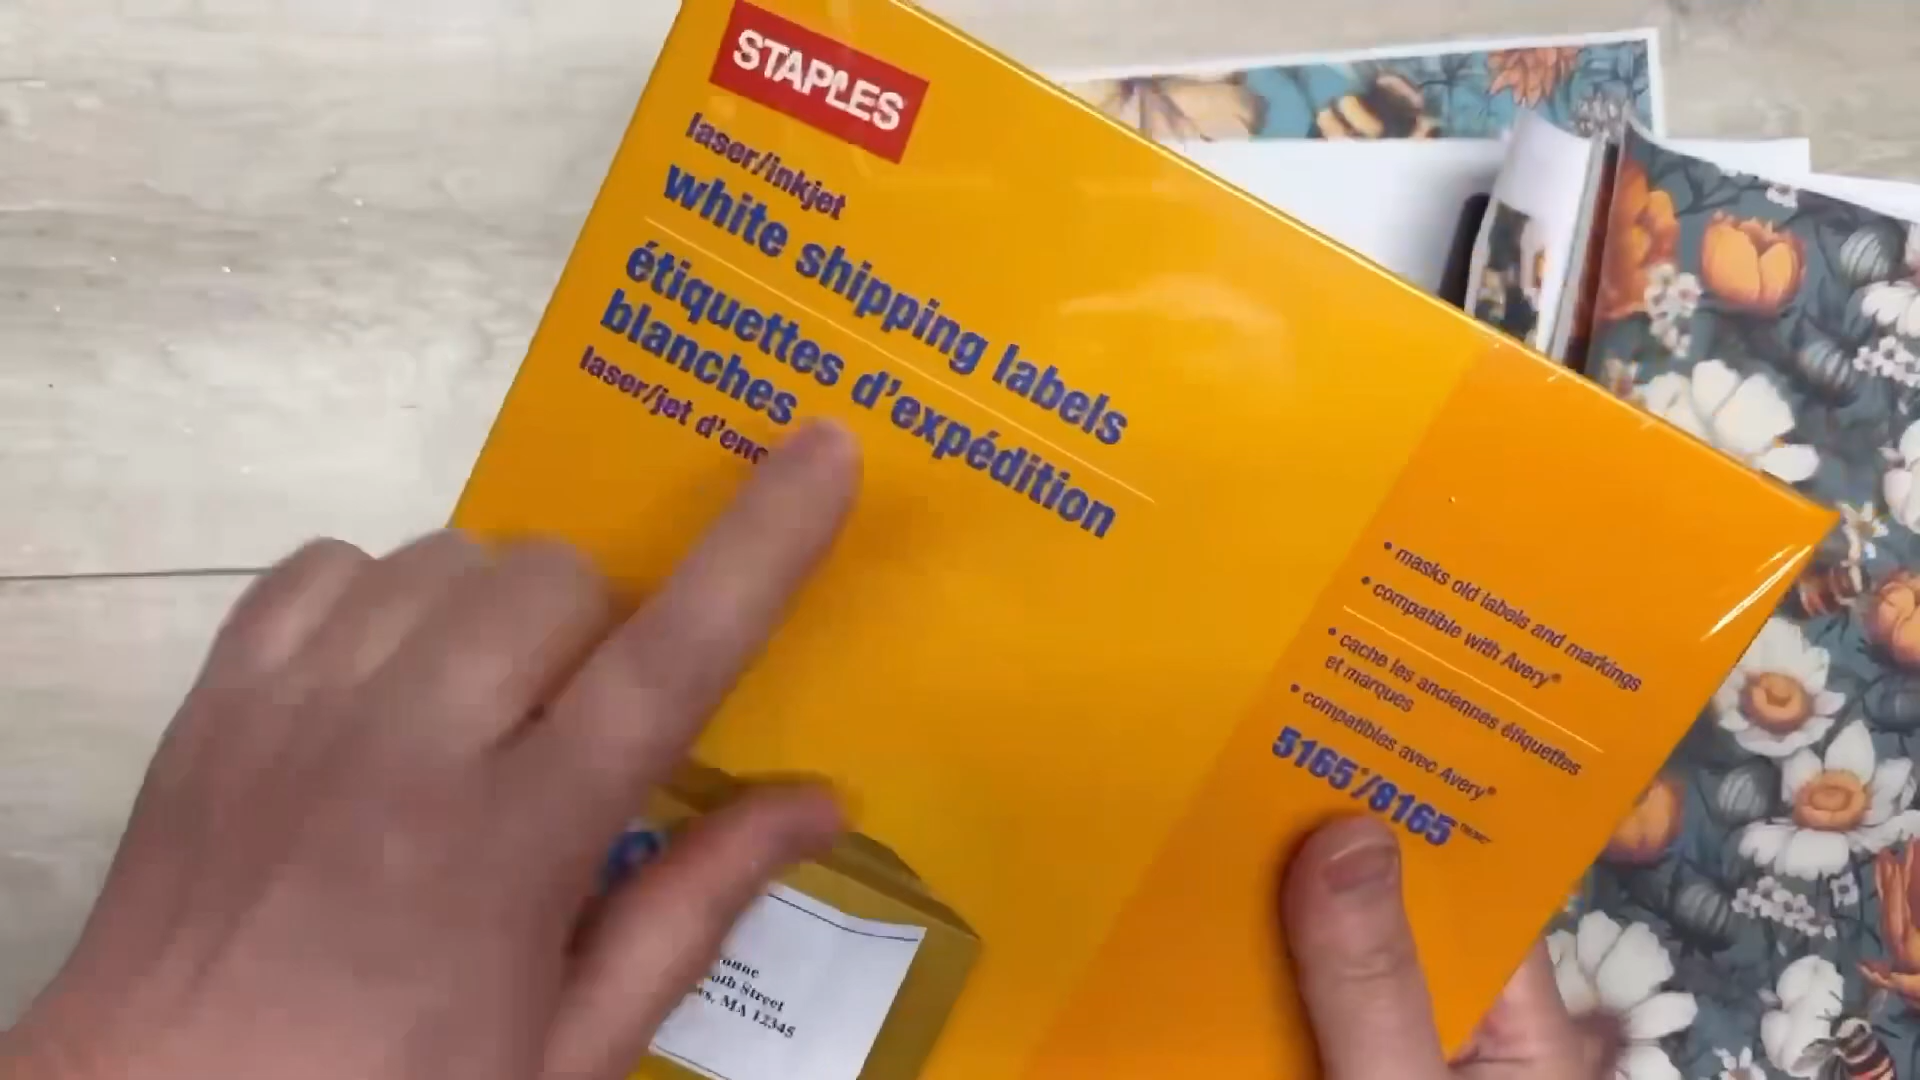 STAPLES
laser/inkjet
white shipping labels
étiquettes d'expédition
blanches
laser/jet
• masks old labels and markings
• compatible with Avery®
• cache les anciennes étiquettes
et marques
• compatibles avec Avery®
5165*/8165
Street
MA 12345